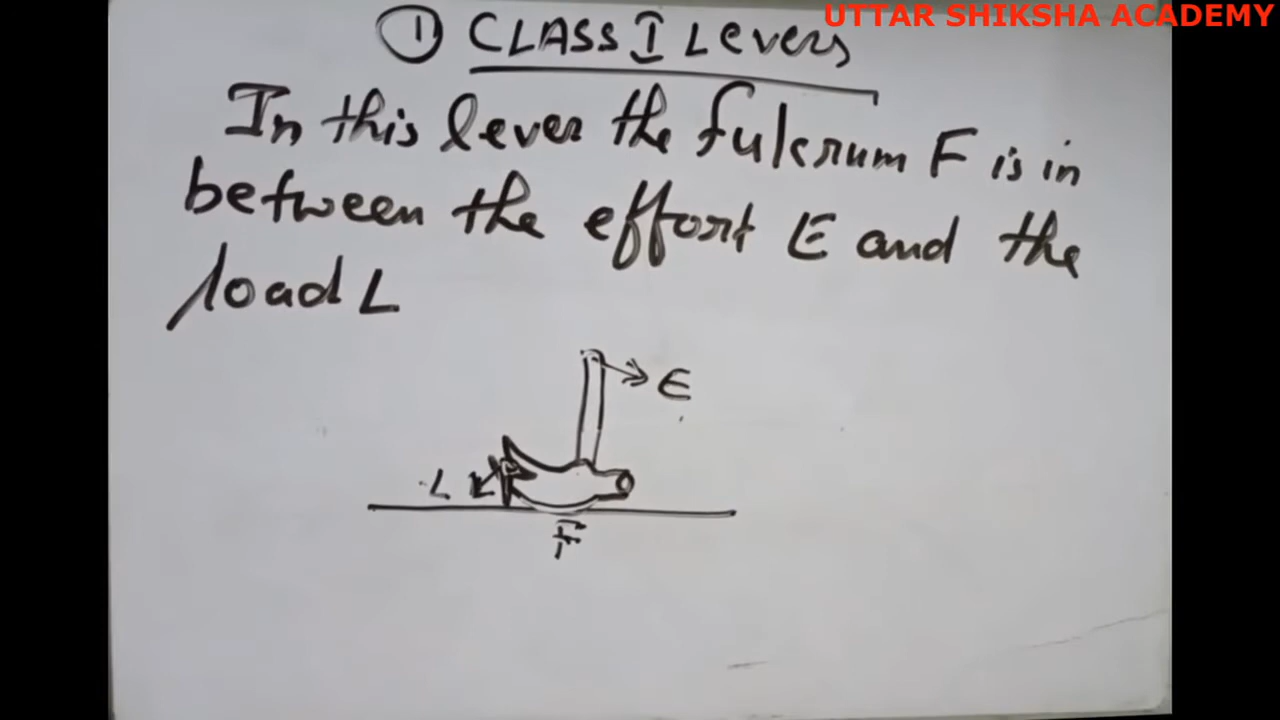 UTTAR SHIKSHA ACADEMY
① CLASS I Levers
In this lever the fulcrum F is in
between the effort E and the
load L
E
L
F